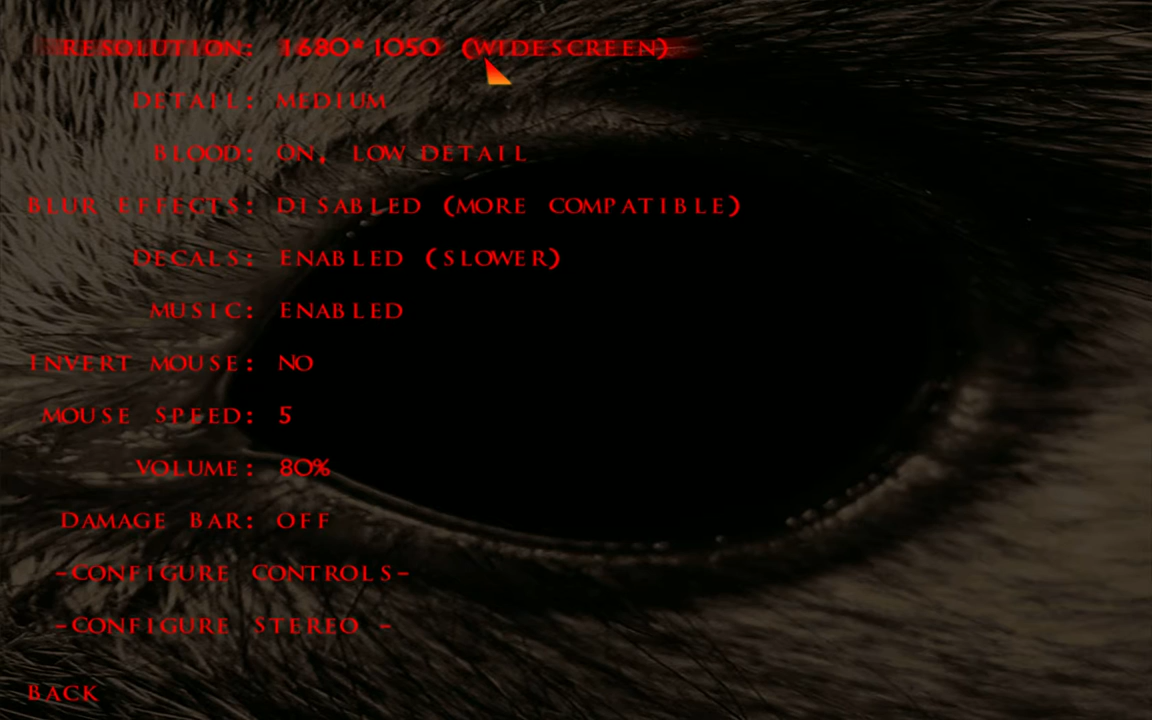 RESOLUTION: 1680*1050 (WIDESCREEN)
DETAIL: MEDIUM
BLOOD: ON, LOW DETAIL
BLUR EFFECTS: DISABLED (MORE COMPATIBLE)
DECALS: ENABLED (SLOWER)
MUSIC: ENABLED
INVERT MOUSE: NO
MOUSE SPEED: 5
VOLUME: 80%
DAMAGE BAR: OFF
-CONFIGURE CONTROLS-
-CONFIGURE STEREO -
BACK